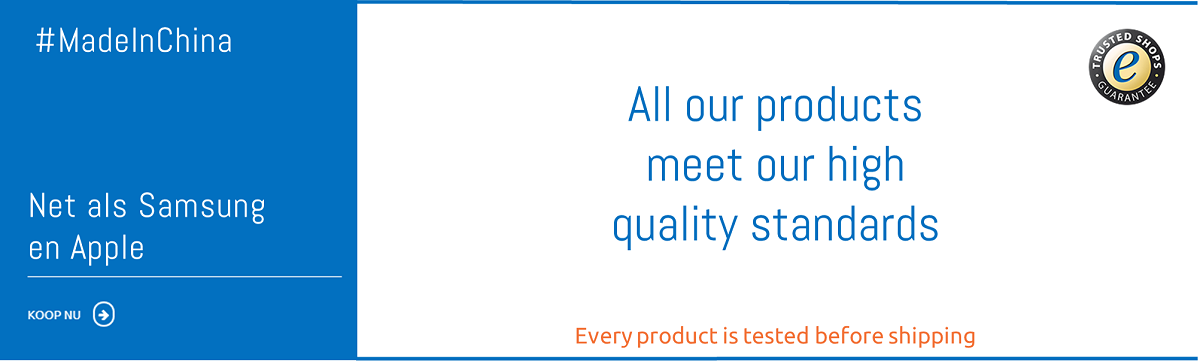 #MadeInChina
Net als Samsung
en Apple
KOOP NU
All our products
meet our high
quality standards
Every product is tested before shipping
TRUSTED SHOPS
e
GUARANTEE